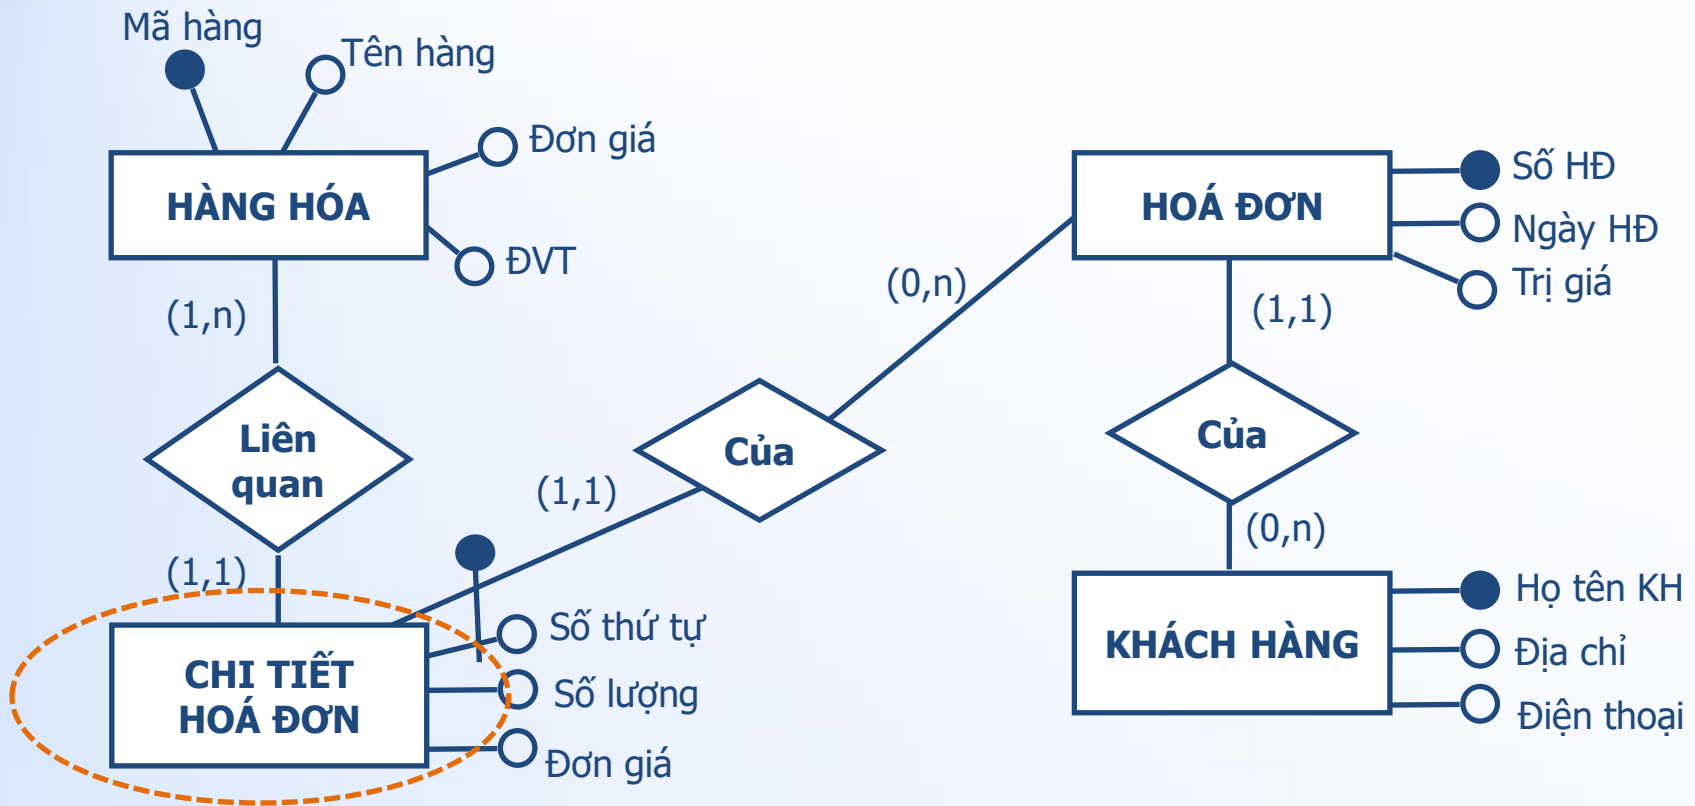 Mã hàng
Tên hàng
Đơn giá
HÀNG HÓA
ĐVT
(1,n)
Liên
quan
(1,1)
CHI TIẾT
HOÁ ĐƠN
Số thứ tự
Số lượng
Đơn giá
(1,1)
Của
(0,n)
HOÁ ĐƠN
Số HĐ
Ngày HĐ
Trị giá
(1,1)
Của
(0,n)
KHÁCH HÀNG
Họ tên KH
Địa chỉ
Điện thoại